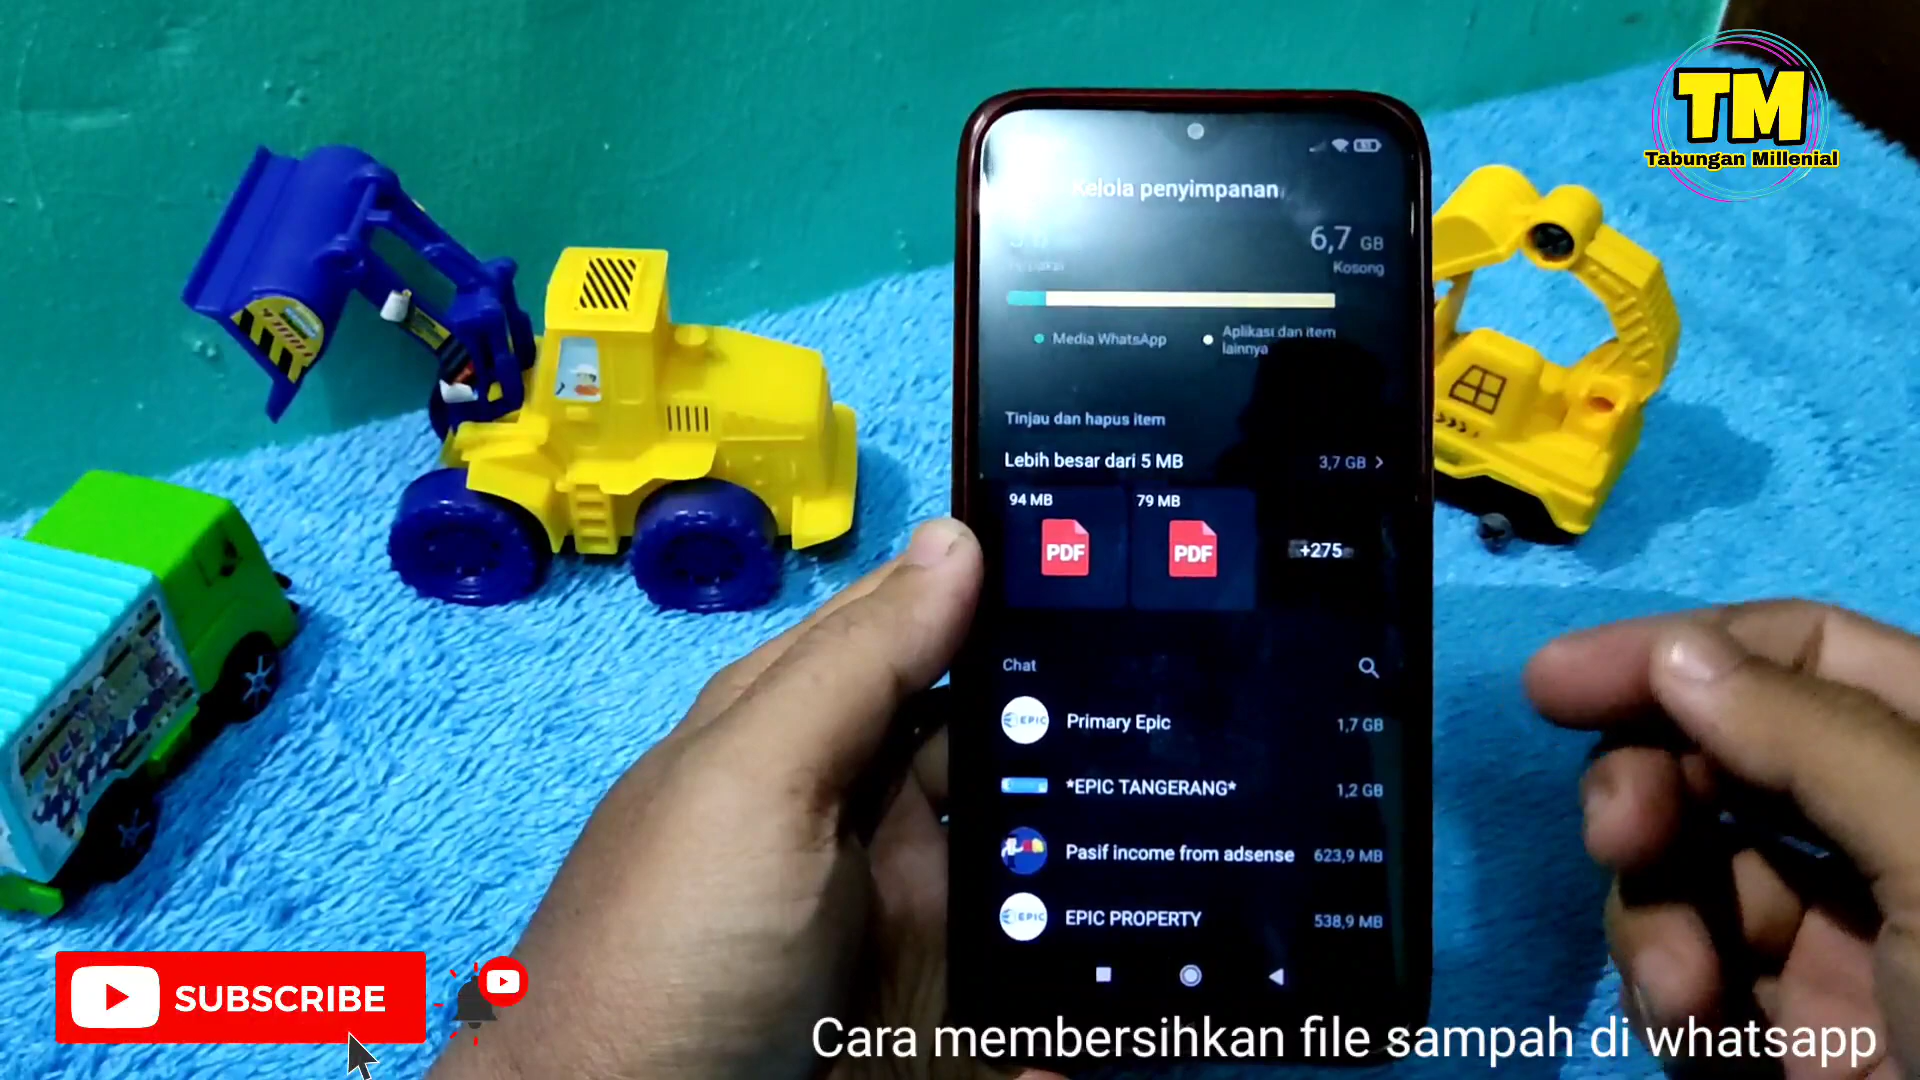 TM
Tabungan Millenial
Kelola penyimpanan
6,7 GB
Kosong
Media WhatsApp
Aplikasi dan item
lainnya
Tinjau dan hapus item
Lebih besar dari 5 MB
3,7 GB
94 MB
79 MB
PDF
PDF
+275
Chat
EPIC
Primary Epic
1,7 GB
*EPIC TANGERANG*
1,2 GB
Pasif income from adsense
623,9 MB
EPIC
EPIC PROPERTY
538,9 MB
SUBSCRIBE
Cara membersihkan file sampah di whatsapp